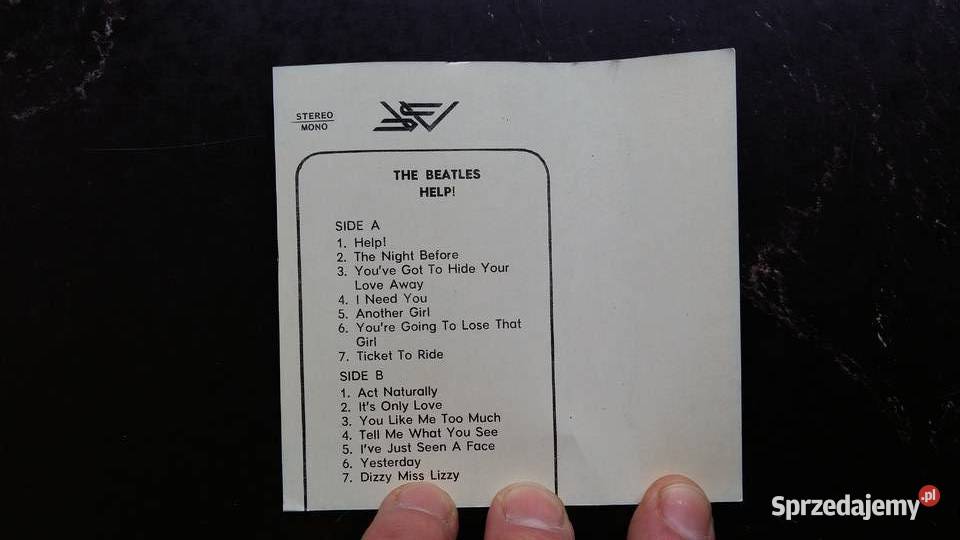 STEREO
MONO
THE BEATLES
HELP!
SIDE A
1. Help!
2. The Night Before
3. You've Got To Hide Your
Love Away
4. I Need You
5. Another Girl
6. You're Going To Lose That
Girl
7. Ticket To Ride
SIDE B
1. Act Naturally
2. It's Only Love
3. You Like Me Too Much
4. Tell Me What You See
5. I've Just Seen A Face
6. Yesterday
7. Dizzy Miss Lizzy
Sprzedajemy.pl